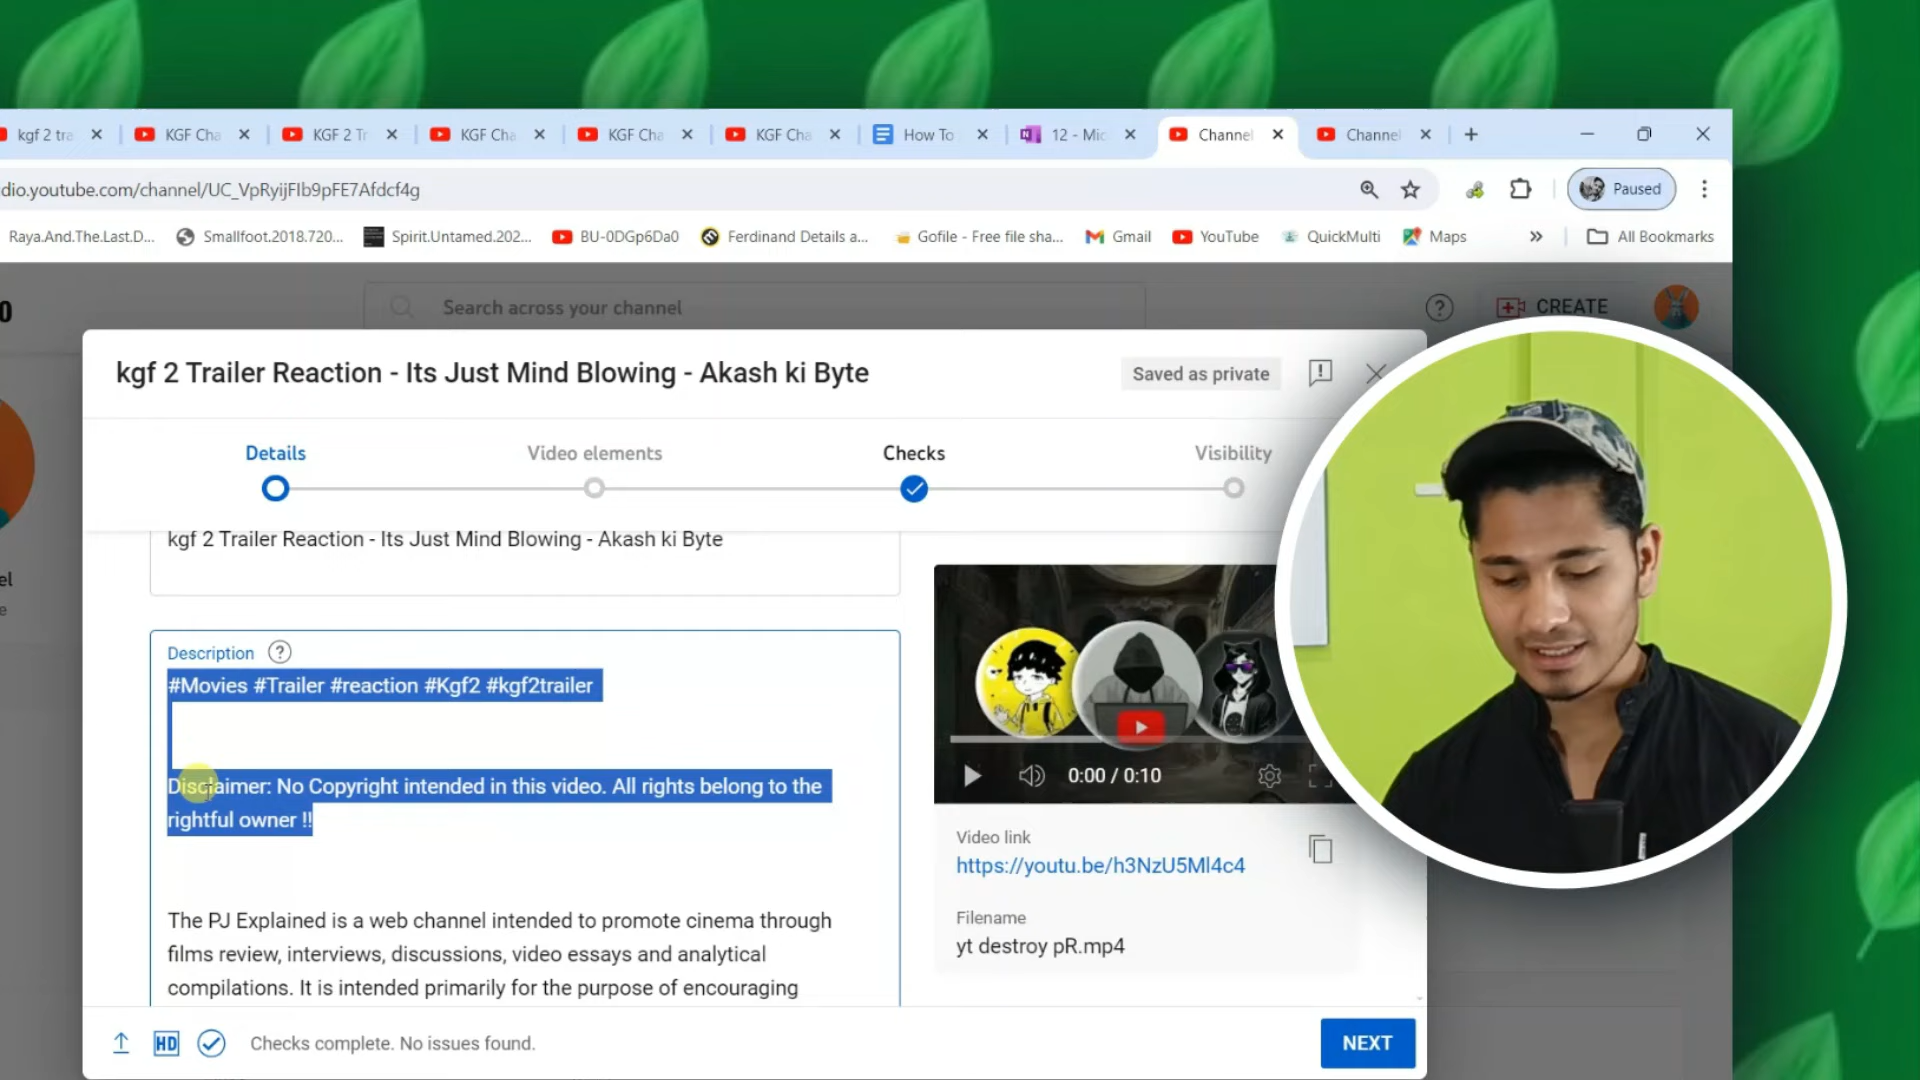 kgf 2 tra
KGF Cha
KGF 2 Tr
KGF Cha
KGF Cha
KGF Cha
How To
12 - Mic
Channel
Channel
dio.youtube.com/channel/UC_VpRyijFIb9pFE7Afdcf4g
Paused
Raya.And.The.Last.D...
Smallfoot.2018.720...
Spirit.Untamed.202...
BU-0DGp6Da0
Ferdinand Details a...
Gofile - Free file sha...
Gmail
YouTube
QuickMulti
Maps
All Bookmarks
Search across your channel
CREATE
kgf 2 Trailer Reaction - Its Just Mind Blowing - Akash ki Byte
Saved as private
Details
Video elements
Checks
Visibility
kgf 2 Trailer Reaction - Its Just Mind Blowing - Akash ki Byte
Description
#Movies #Trailer #reaction #Kgf2 #kgf2trailer
Disclaimer: No Copyright intended in this video. All rights belong to the
rightful owner !!
The PJ Explained is a web channel intended to promote cinema through
films review, interviews, discussions, video essays and analytical
compilations. It is intended primarily for the purpose of encouraging
0:00 / 0:10
Video link
https://youtu.be/h3NzU5Ml4c4
Filename
yt destroy pR.mp4
HD
Checks complete. No issues found.
NEXT